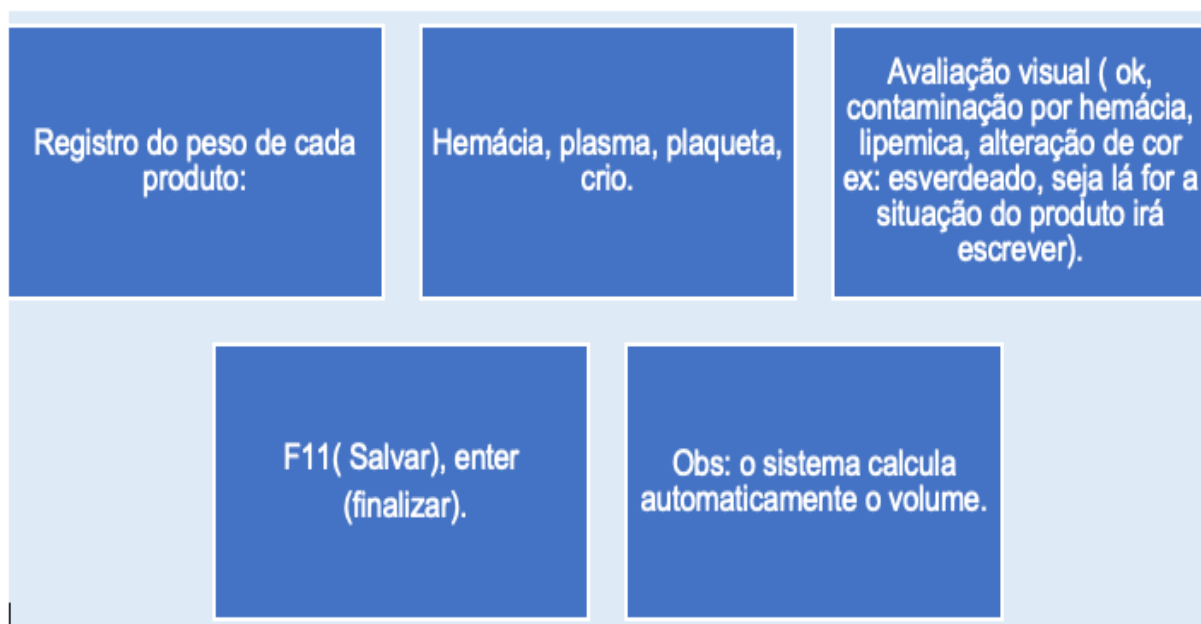 Registro do peso de cada
produto:
Hemácia, plasma, plaqueta,
crio.
Avaliação visual ( ok,
contaminação por hemácia,
lipemica, alteração de cor
ex: esverdeado, seja lá for a
situação do produto irá
escrever).
F11( Salvar), enter
(finalizar).
Obs: o sistema calcula
automaticamente o volume.